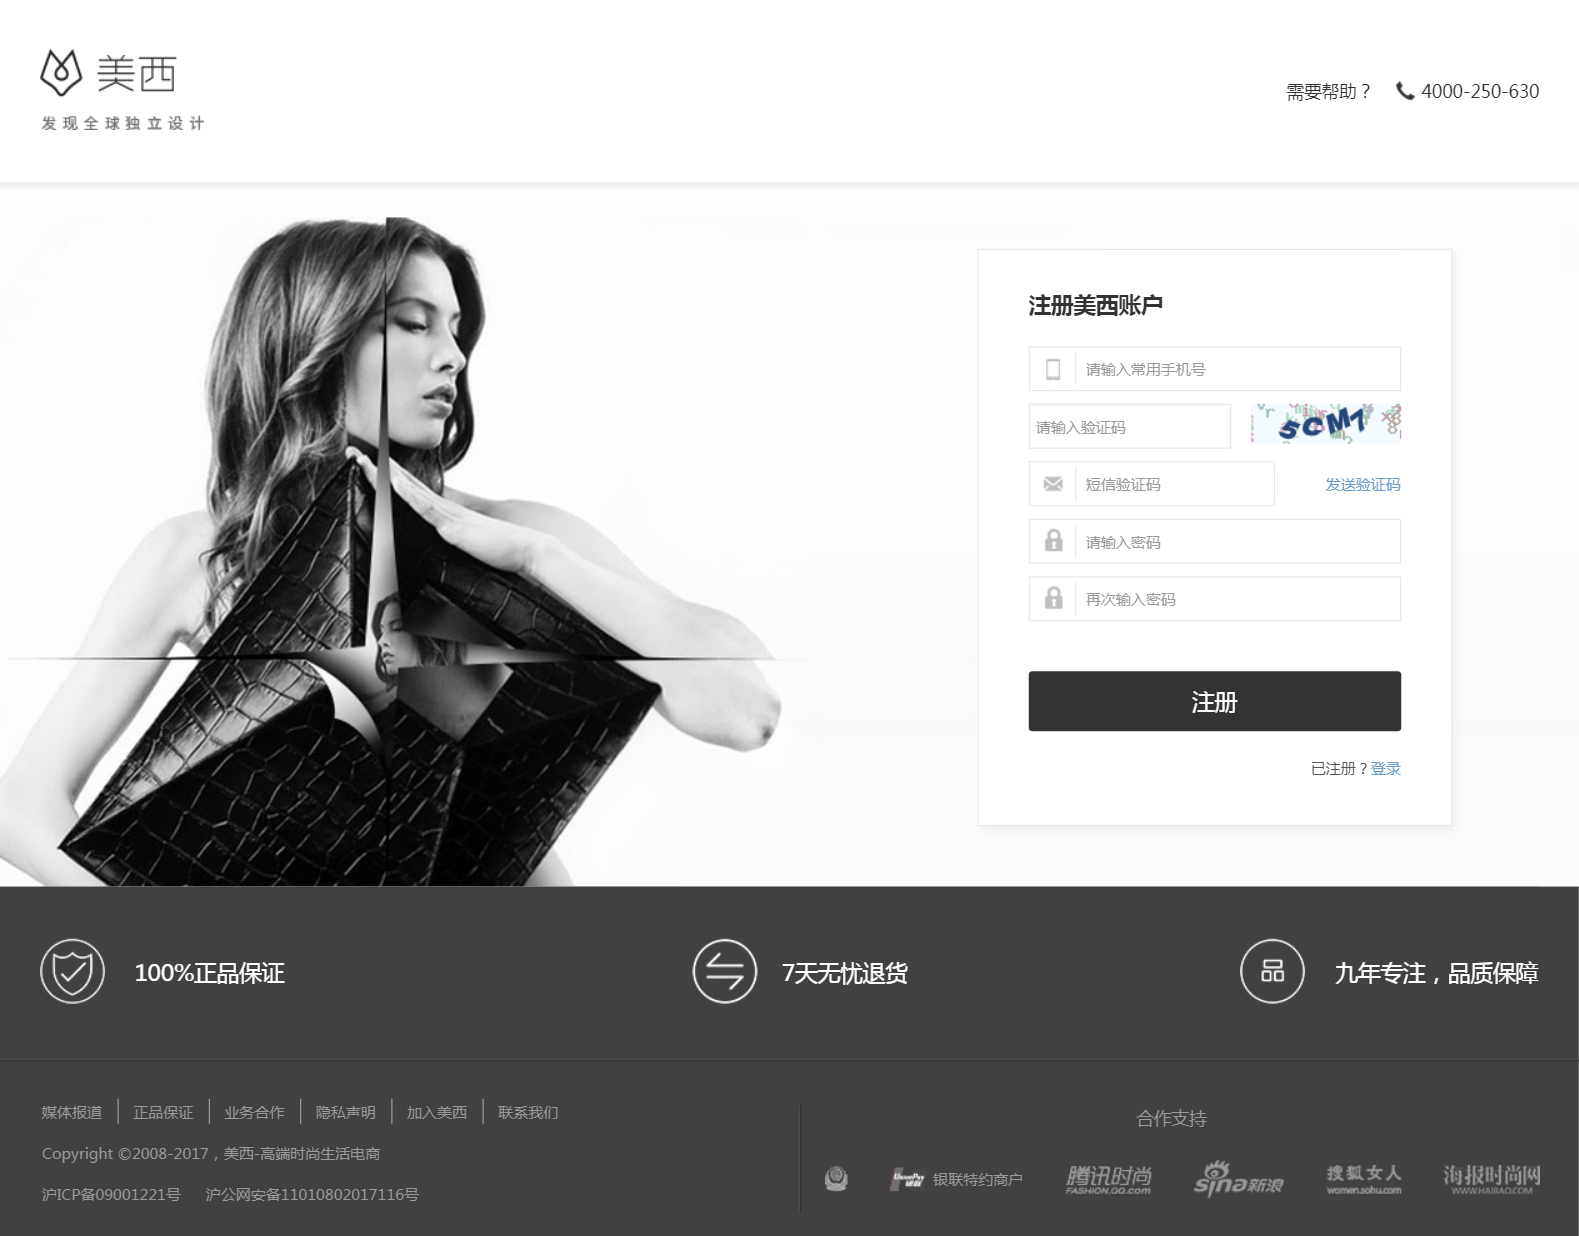 美西
发现全球独立设计
需要帮助？ 4000-250-630
注册美西账户
请输入常用手机号
请输入验证码 5CM7
短信验证码 发送验证码
请输入密码
再次输入密码
注册
已注册？登录
100%正品保证 7天无忧退货 九年专注，品质保障
媒体报道 正品保证 业务合作 隐私声明 加入美西 联系我们
Copyright ©2008-2017，美西-高端时尚生活电商
沪ICP备09001221号 沪公网安备11010802017116号
合作支持
UnionPay 银联 银联特约商户
腾讯时尚
FASHION.QQ.COM
sina新浪
搜狐女人
women.sohu.com
海报时尚网
WWW.HAIBAO.COM